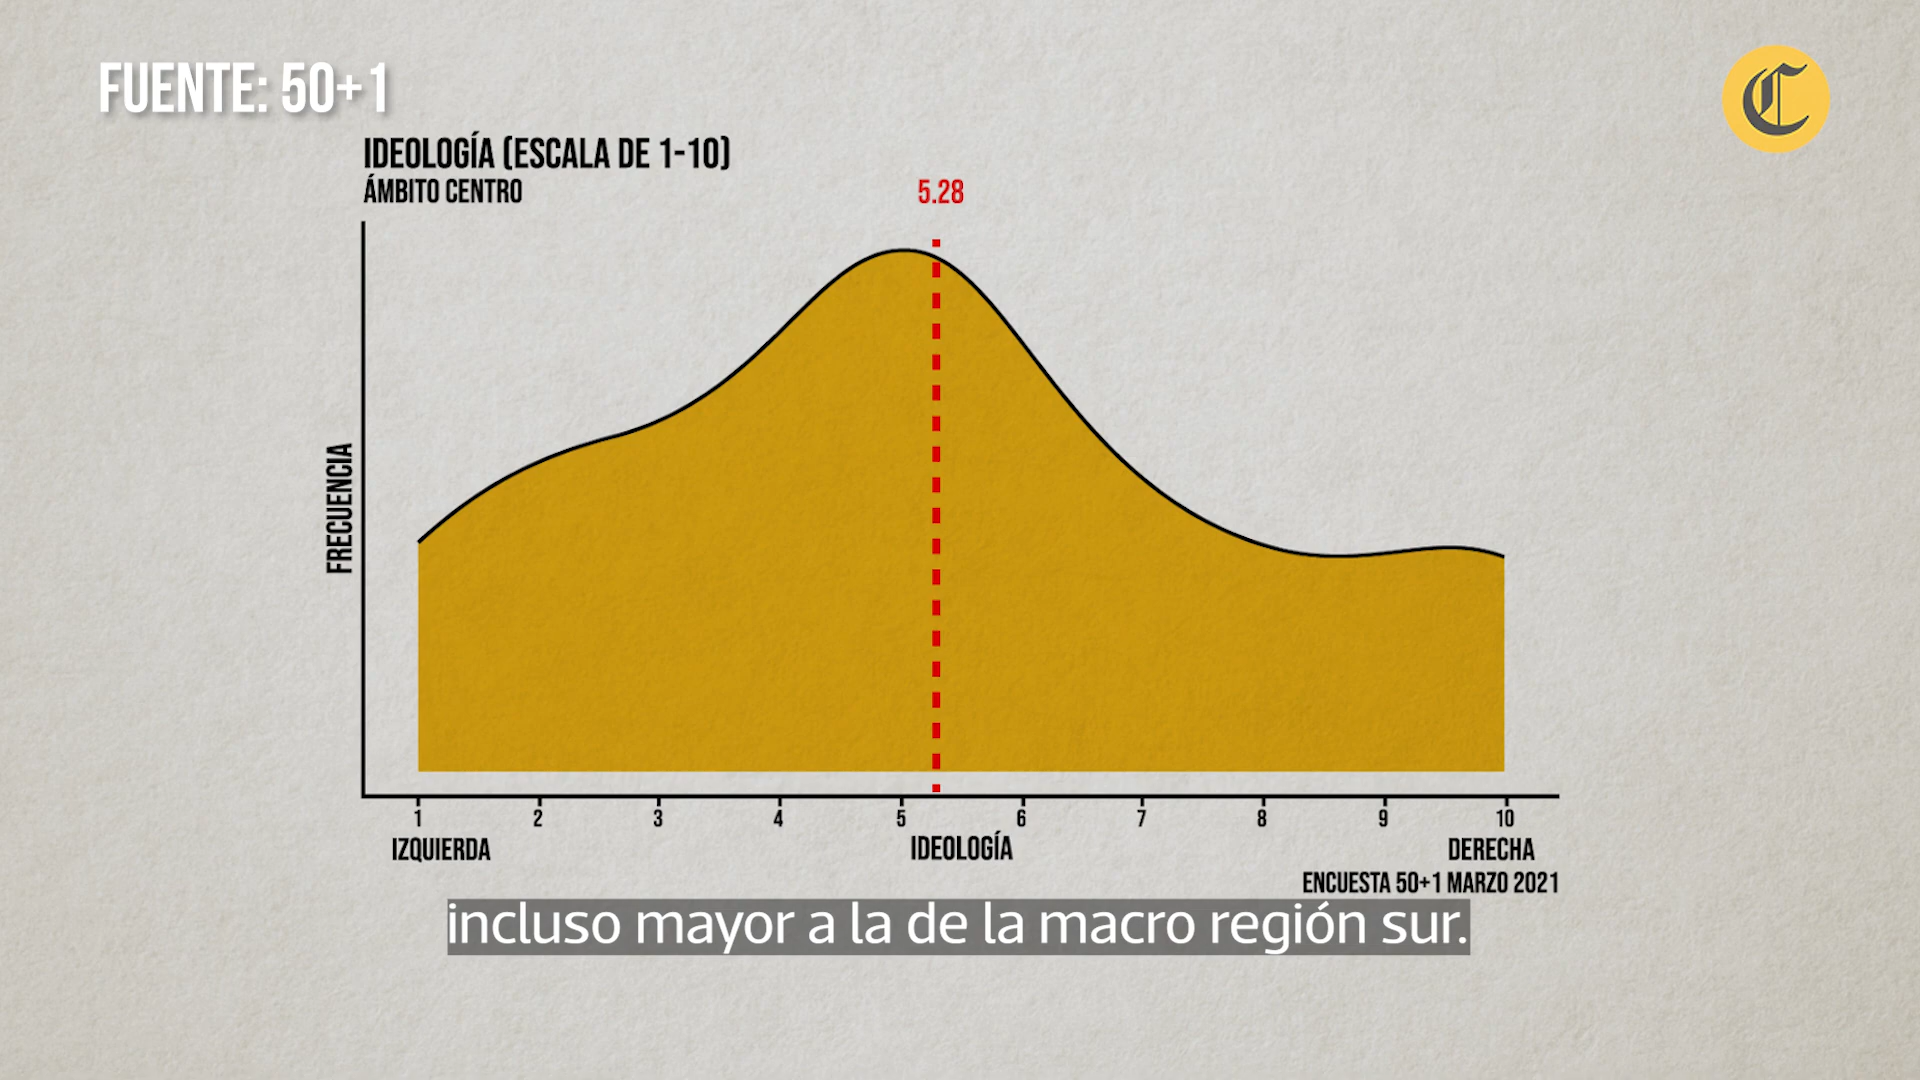 FUENTE: 50+1
C
IDEOLOGÍA (ESCALA DE 1-10)
ÁMBITO CENTRO
5.28
FRECUENCIA
1 2 3 4 5 6 7 8 9 10
IZQUIERDA IDEOLOGÍA DERECHA
ENCUESTA 50+1 MARZO 2021
incluso mayor a la de la macro región sur.